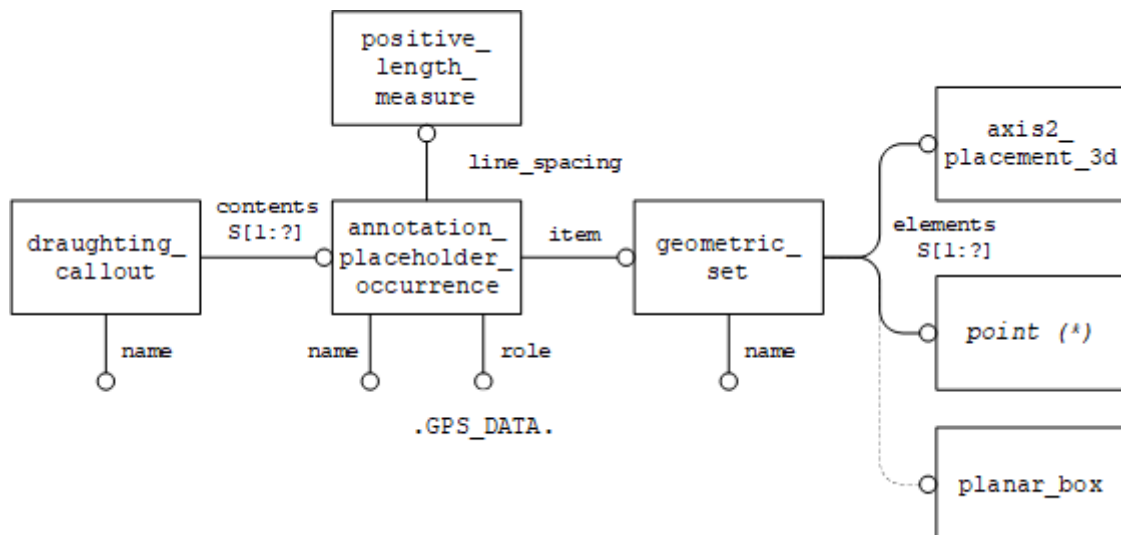 positive_
length_
measure
line_spacing
axis2_
placement_3d
draughting_
callout
contents
S[1:?]
annotation_
placeholder_
occurrence
item
geometric_
set
elements
S[1:?]
point (*)
name
name
role
name
.GPS_DATA.
planar_box